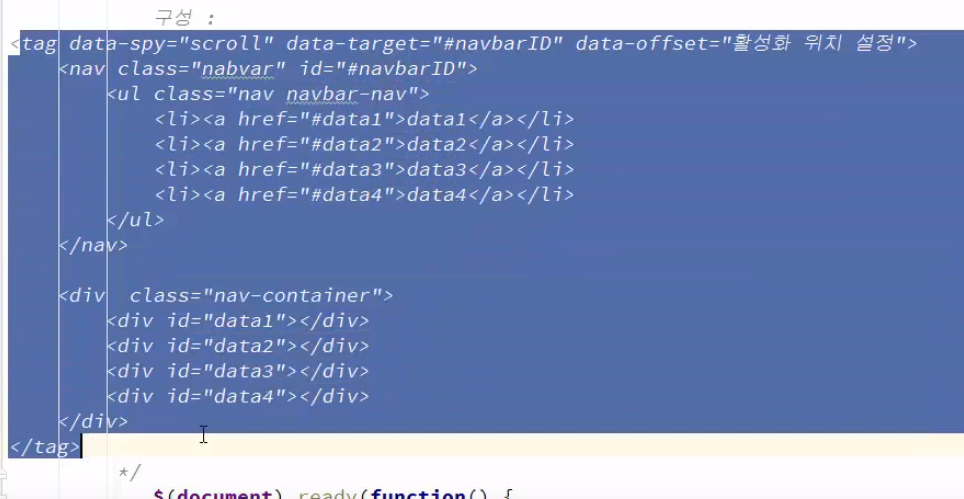 구성 :
<tag data-spy="scroll" data-target="#navbarID" data-offset="활성화 위치 설정">
<nav class="nabvar" id="#navbarID">
<ul class="nav navbar-nav">
<li><a href="#data1">data1</a></li>
<li><a href="#data2">data2</a></li>
<li><a href="#data3">data3</a></li>
<li><a href="#data4">data4</a></li>
</ul>
</nav>
<div  class="nav-container">
<div id="data1"></div>
<div id="data2"></div>
<div id="data3"></div>
<div id="data4"></div>
</div>
</tag>
*/
$(document).ready(function() {